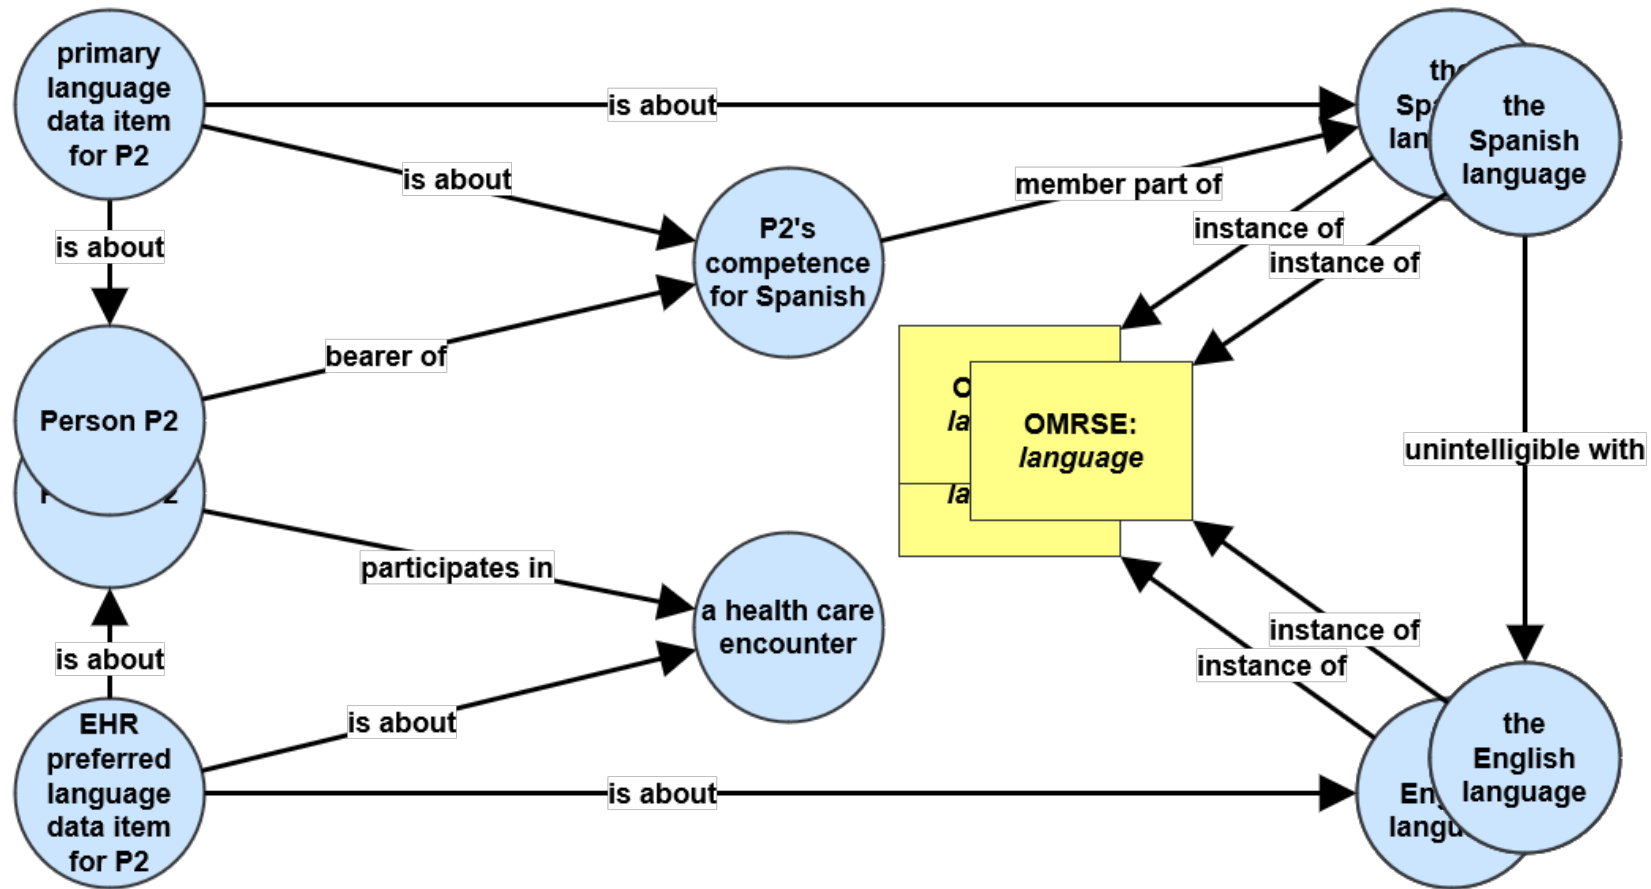 primary
language
data item
for P2
is about
is about
is about
member part of
the
Spanish
language
P2's
competence
for Spanish
instance of
instance of
bearer of
Person P2
OMRSE:
language
unintelligible with
participates in
a health care
encounter
is about
is about
is about
instance of
instance of
EHR
preferred
language
data item
for P2
the
English
language